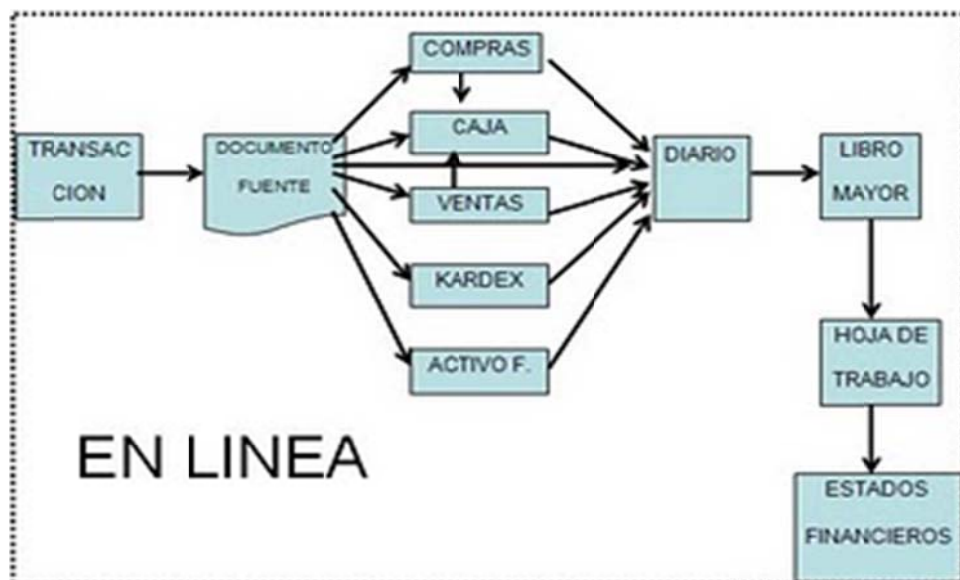 TRANSAC
CION
DOCUMENTO
FUENTE
COMPRAS
CAJA
VENTAS
KARDEX
ACTIVO F.
DIARIO
LIBRO
MAYOR
HOJA DE
TRABAJO
ESTADOS
FINANCIEROS
EN LINEA